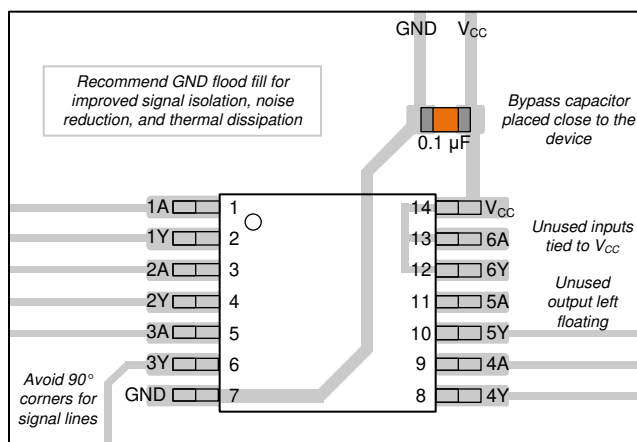 GND V_CC
Recommend GND flood fill for
improved signal isolation, noise
reduction, and thermal dissipation
Bypass capacitor
placed close to the
device
0.1 µF
1A 1 14 V_CC
1Y 2 13 6A
2A 3 12 6Y
2Y 4 11 5A
3A 5 10 5Y
3Y 6 9 4A
GND 7 8 4Y
Unused inputs
tied to V_CC
Unused
output left
floating
Avoid 90°
corners for
signal lines